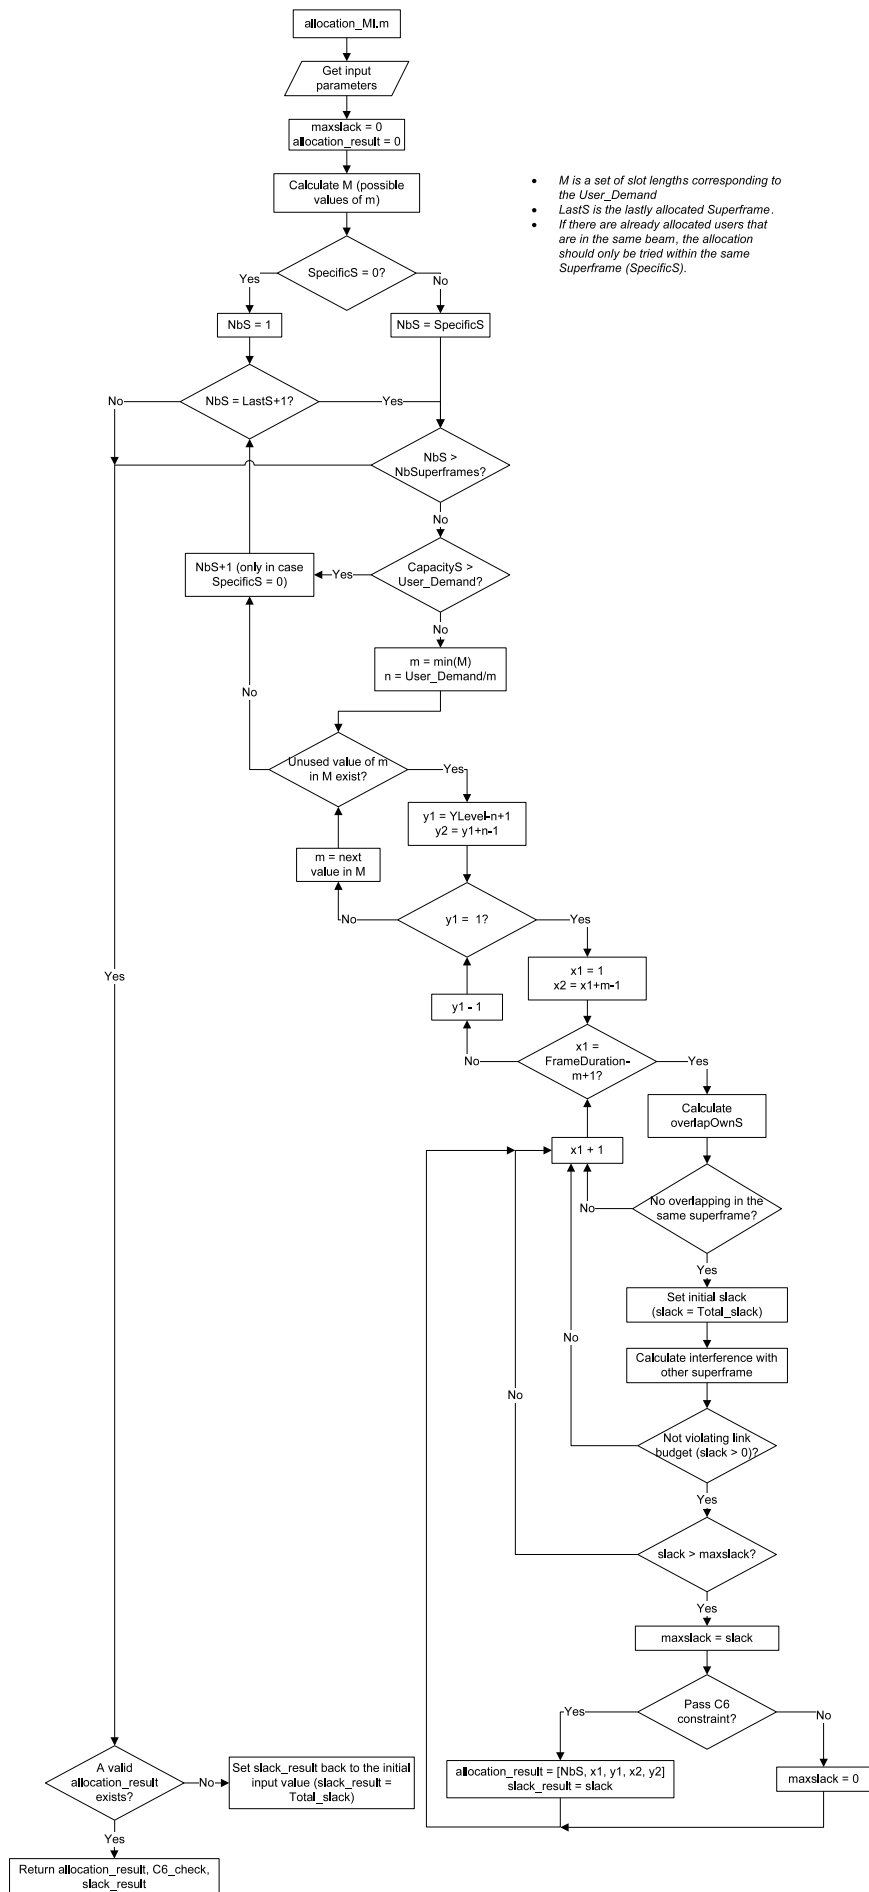 allocation_MI.m
Get input
parameters
maxslack = 0
allocation_result = 0
Calculate M (possible
values of m)
• M is a set of slot lengths corresponding to
the User_Demand
• LastS is the lastly allocated Superframe.
• If there are already allocated users that
are in the same beam, the allocation
should only be tried within the same
Superframe (SpecificS).
SpecificS = 0?
Yes
No
NbS = 1
NbS = SpecificS
No
NbS = LastS+1?
Yes
NbS >
NbSuperframes?
No
NbS+1 (only in case
SpecificS = 0)
Yes
CapacityS >
User_Demand?
No
m = min(M)
n = User_Demand/m
No
Unused value of m
in M exist?
Yes
y1 = YLevel-n+1
y2 = y1+n-1
m = next
value in M
No
y1 = 1?
Yes
Yes
x1 = 1
x2 = x1+m-1
y1 - 1
No
x1 =
FrameDuration-
m+1?
Yes
Calculate
overlapOwnS
x1 + 1
No
No overlapping in the
same superframe?
Yes
Set initial slack
(slack = Total_slack)
No
Calculate interference with
other superframe
No
Not violating link
budget (slack > 0)?
Yes
slack > maxslack?
Yes
maxslack = slack
Pass C6
constraint?
Yes
No
allocation_result = [NbS, x1, y1, x2, y2]
slack_result = slack
maxslack = 0
A valid
allocation_result
exists?
No
Set slack_result back to the initial
input value (slack_result =
Total_slack)
Yes
Return allocation_result, C6_check,
slack_result